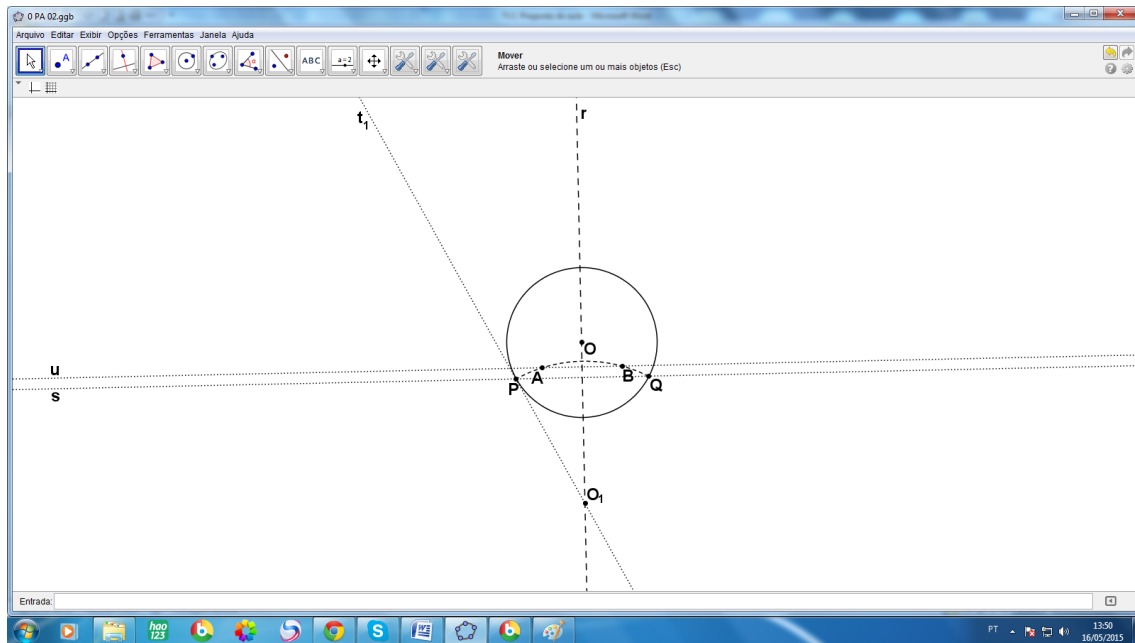 0 PA 02.ggb
Arquivo Editar Exibir Opções Ferramentas Janela Ajuda
A
α
ABC
a=2
Mover
Arraste ou selecione um ou mais objetos (Esc)
t₁
r
O
u
s
P
A
B
Q
O₁
Entrada:
hao
123
PT
13:50
16/05/2015